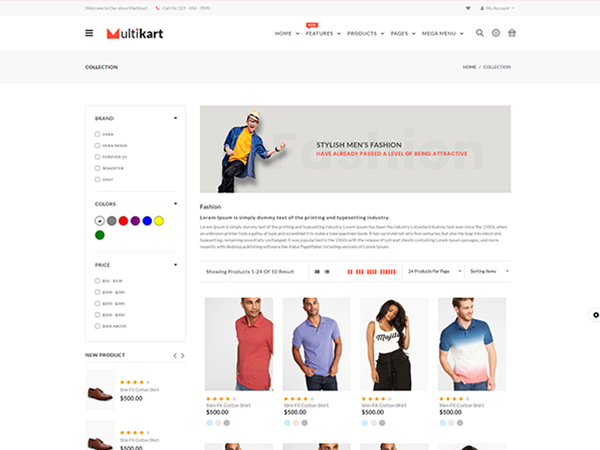 Welcome to Our store Multikart
Call Us: 123 - 456 - 7890
My Account
Multikart
HOME
NEW
FEATURES
PRODUCTS
PAGES
MEGA MENU
COLLECTION
HOME / COLLECTION
BRAND
ZARA
VERA-MODA
FOREVER-21
ROADSTER
ONLY
COLORS
PRICE
$10 - $100
$100 - $200
$200 - $300
$300 - $400
$400 ABOVE
NEW PRODUCT
Slim Fit Cotton Shirt
$500.00
Slim Fit Cotton Shirt
$500.00
Fashion
STYLISH MEN'S FASHION
HAVE ALREADY PASSED A LEVEL OF BEING ATTRACTIVE
Fashion
Lorem Ipsum is simply dummy text of the printing and typesetting industry.
Lorem Ipsum is simply dummy text of the printing and typesetting industry. Lorem Ipsum has been the industry's standard dummy text ever since the 1500s, when
an unknown printer took a galley of type and scrambled it to make a type specimen book. It has survived not only five centuries, but also the leap into electronic
typesetting, remaining essentially unchanged. It was popularised in the 1960s with the release of Letraset sheets containing Lorem Ipsum passages, and more
recently with desktop publishing software like Aldus PageMaker including versions of Lorem Ipsum.
Showing Products 1-24 Of 10 Result
24 Products Par Page
Sorting Items
Mojito
Slim Fit Cotton Shirt
$500.00
Slim Fit Cotton Shirt
$500.00
Slim Fit Cotton Shirt
$500.00
Slim Fit Cotton Shirt
$500.00